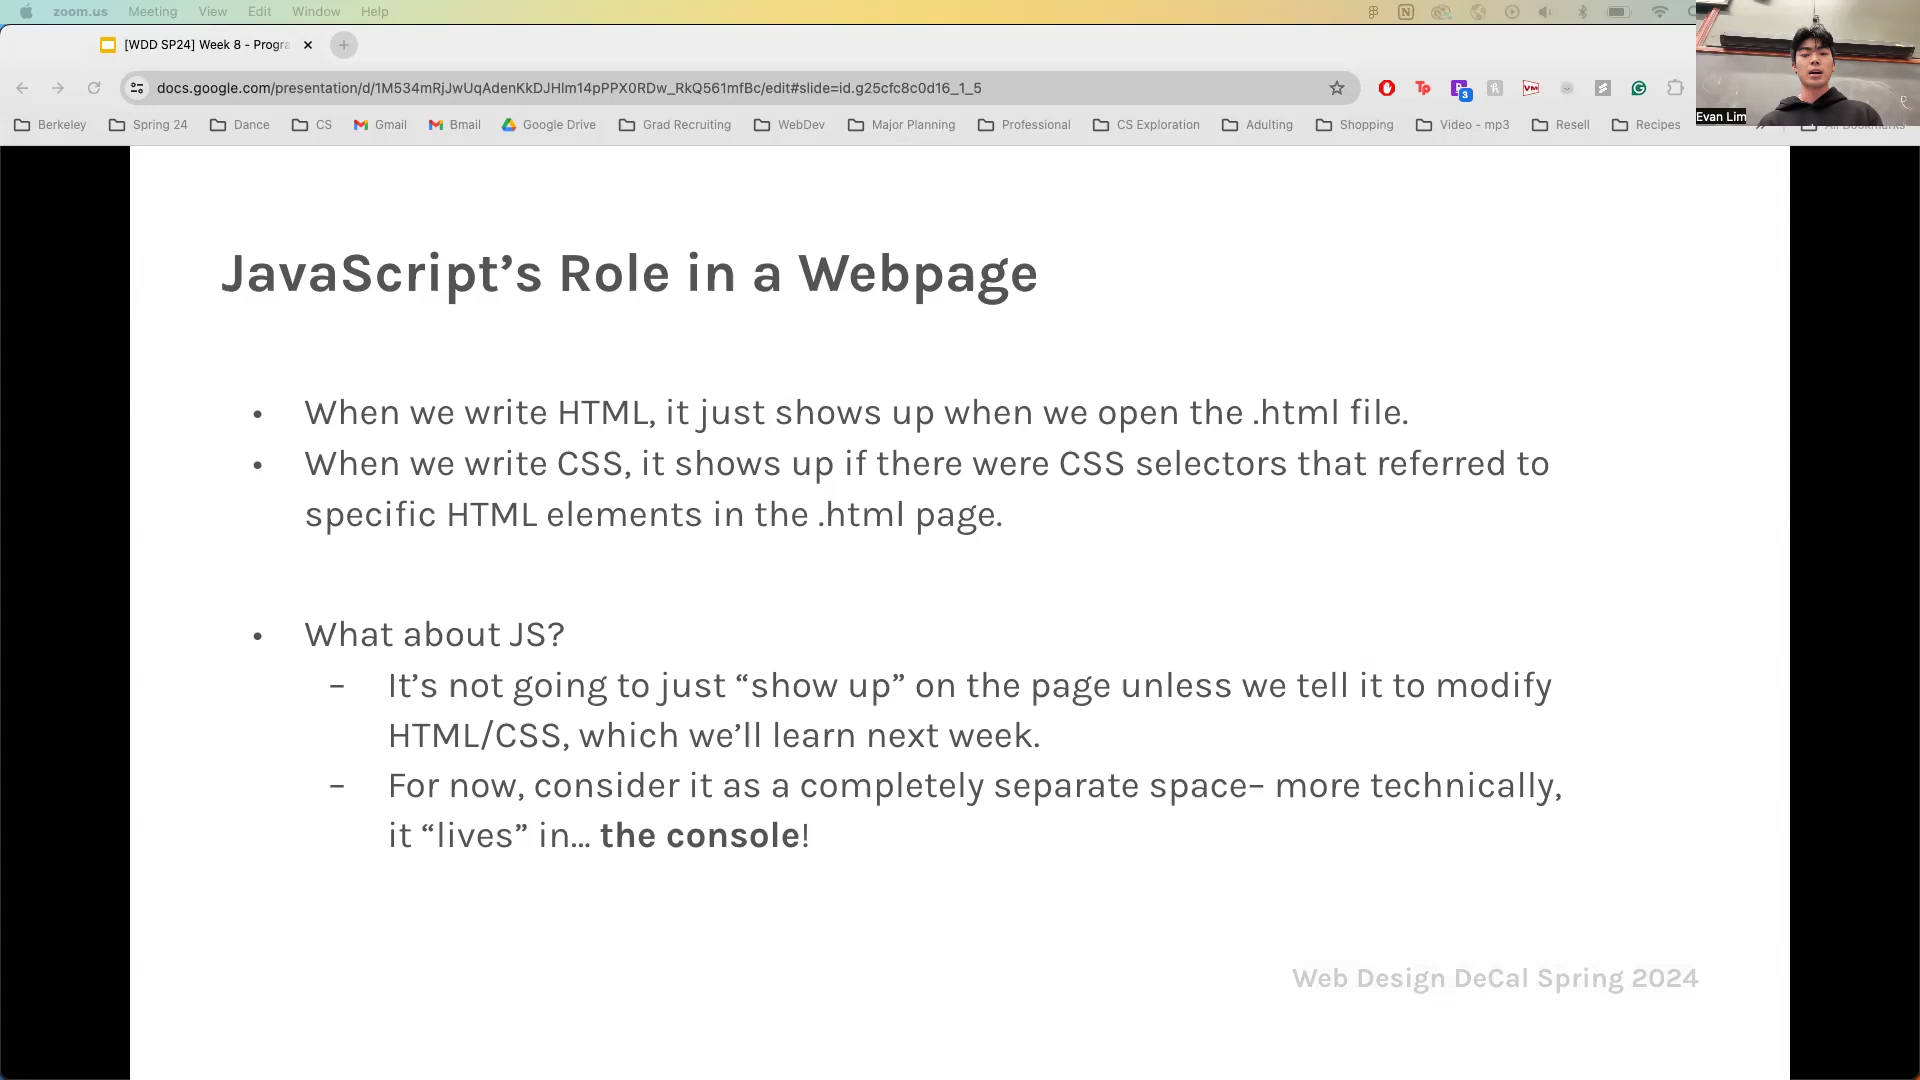 zoom.us Meeting View Edit Window Help
[WDD SP24] Week 8 - Progra
docs.google.com/presentation/d/1M534mRjJwUqAdenKkDJHlm14pPPX0RDw_RkQ561mfBc/edit#slide=id.g25cfc8c0d16_1_5
Tp 3 VM
Berkeley Spring 24 Dance CS Gmail Bmail Google Drive Grad Recruiting WebDev Major Planning Professional CS Exploration Adulting Shopping Video - mp3 Resell Recipes » All Bookmarks
Evan Lim
JavaScript’s Role in a Webpage
• When we write HTML, it just shows up when we open the .html file.
• When we write CSS, it shows up if there were CSS selectors that referred to
specific HTML elements in the .html page.
• What about JS?
– It’s not going to just “show up” on the page unless we tell it to modify
HTML/CSS, which we’ll learn next week.
– For now, consider it as a completely separate space– more technically,
it “lives” in… the console!
Web Design DeCal Spring 2024